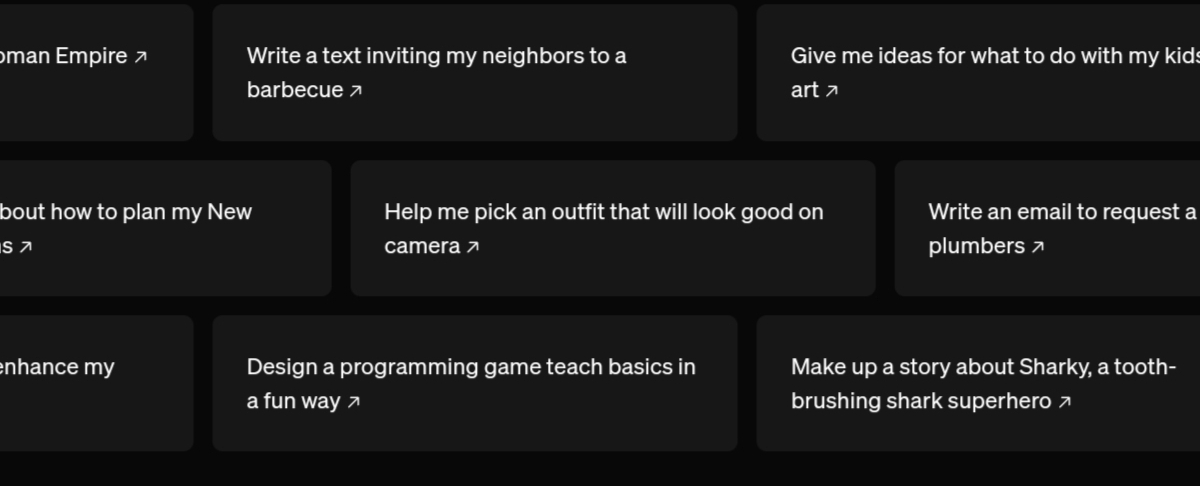 oman Empire ↗
Write a text inviting my neighbors to a
barbecue ↗
Give me ideas for what to do with my kids
art ↗
bout how to plan my New
s ↗
Help me pick an outfit that will look good on
camera ↗
Write an email to request a
plumbers ↗
enhance my
Design a programming game teach basics in
a fun way ↗
Make up a story about Sharky, a tooth-
brushing shark superhero ↗